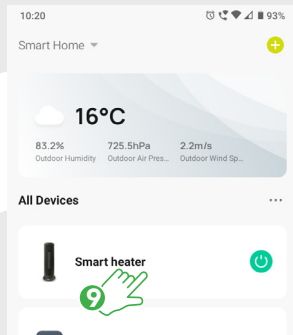 10:20 93%
Smart Home
16°C
83.2% 725.5hPa 2.2m/s
Outdoor Humidity Outdoor Air Pres... Outdoor Wind Sp...
All Devices
Smart heater
9